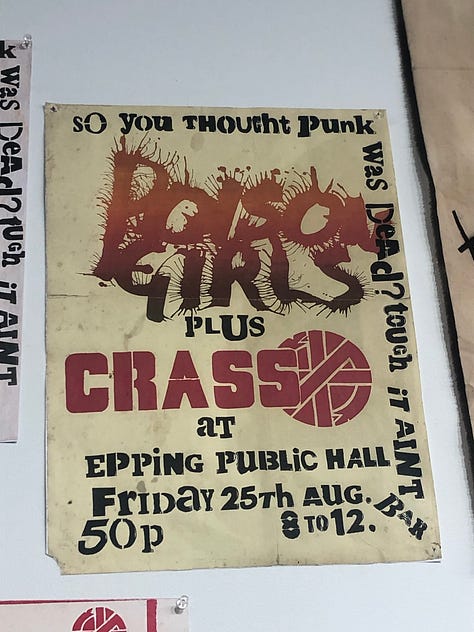 so you thought punk
was dead? tough it AINT
POISON
GIRLS
PLUS
CRASS
at
EPPING PUBLIC HALL
Friday 25th AUG.
50p
8 to 12.
BAR
k
was Dead? tough it AINT